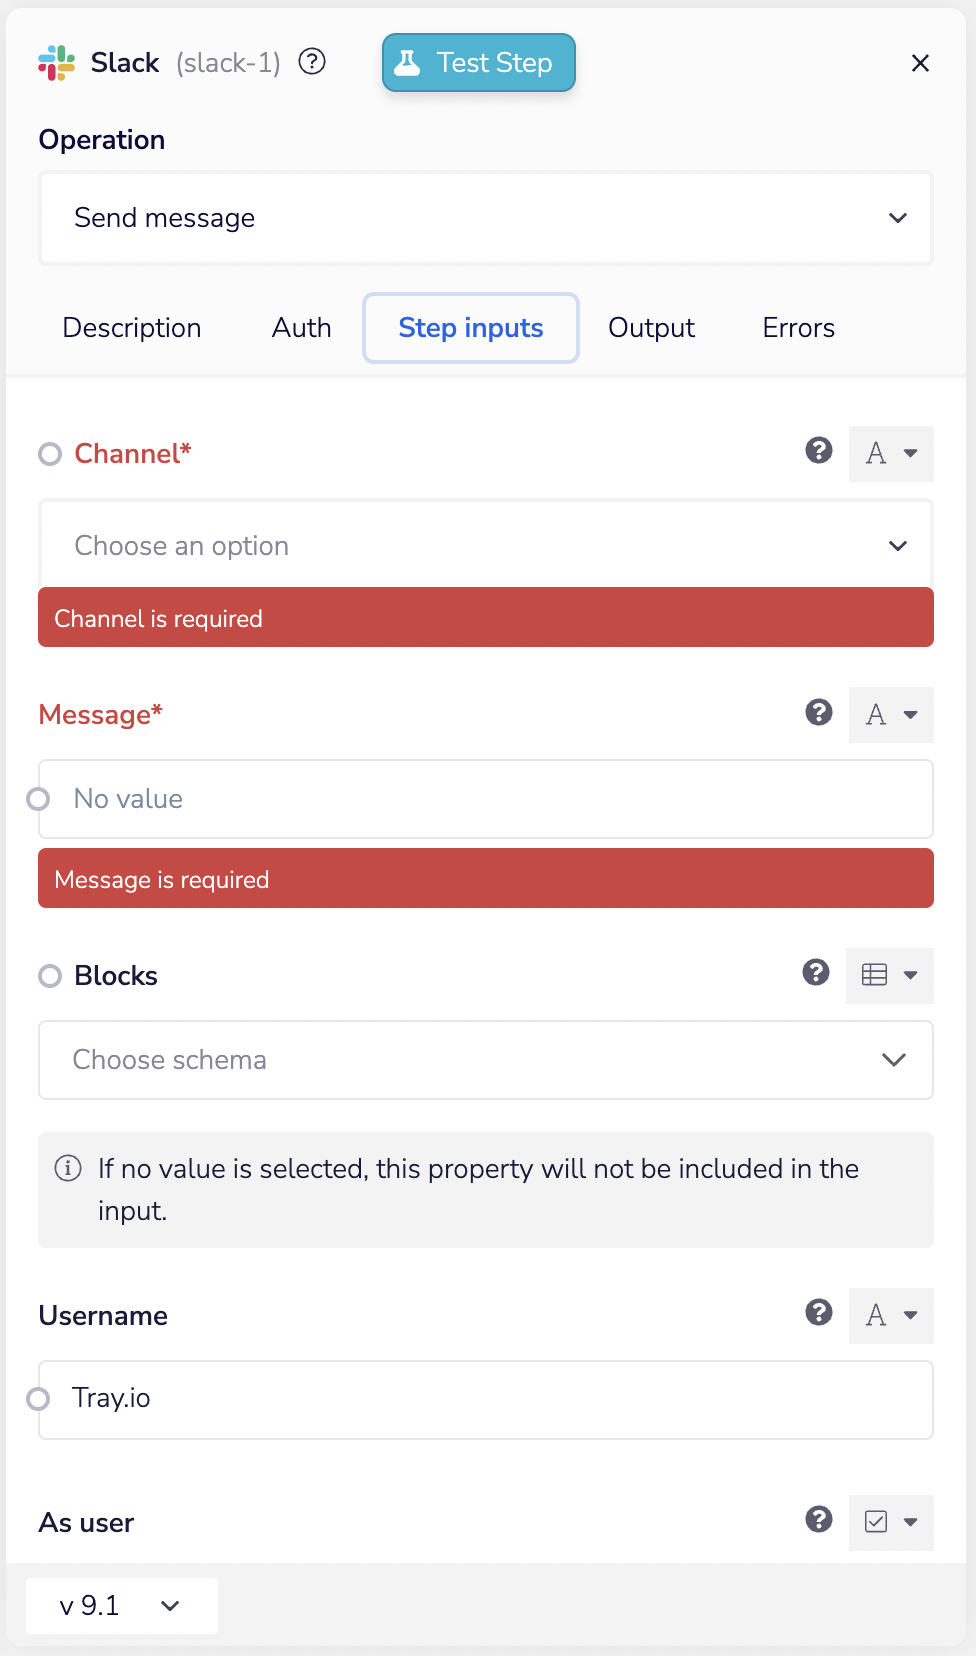 Slack (slack-1) ? Test Step
Operation
Send message
Description Auth Step inputs Output Errors
Channel* ? A
Choose an option
Channel is required
Message* ? A
No value
Message is required
Blocks ?
Choose schema
i If no value is selected, this property will not be included in the
input.
Username ? A
Tray.io
As user ?
v 9.1